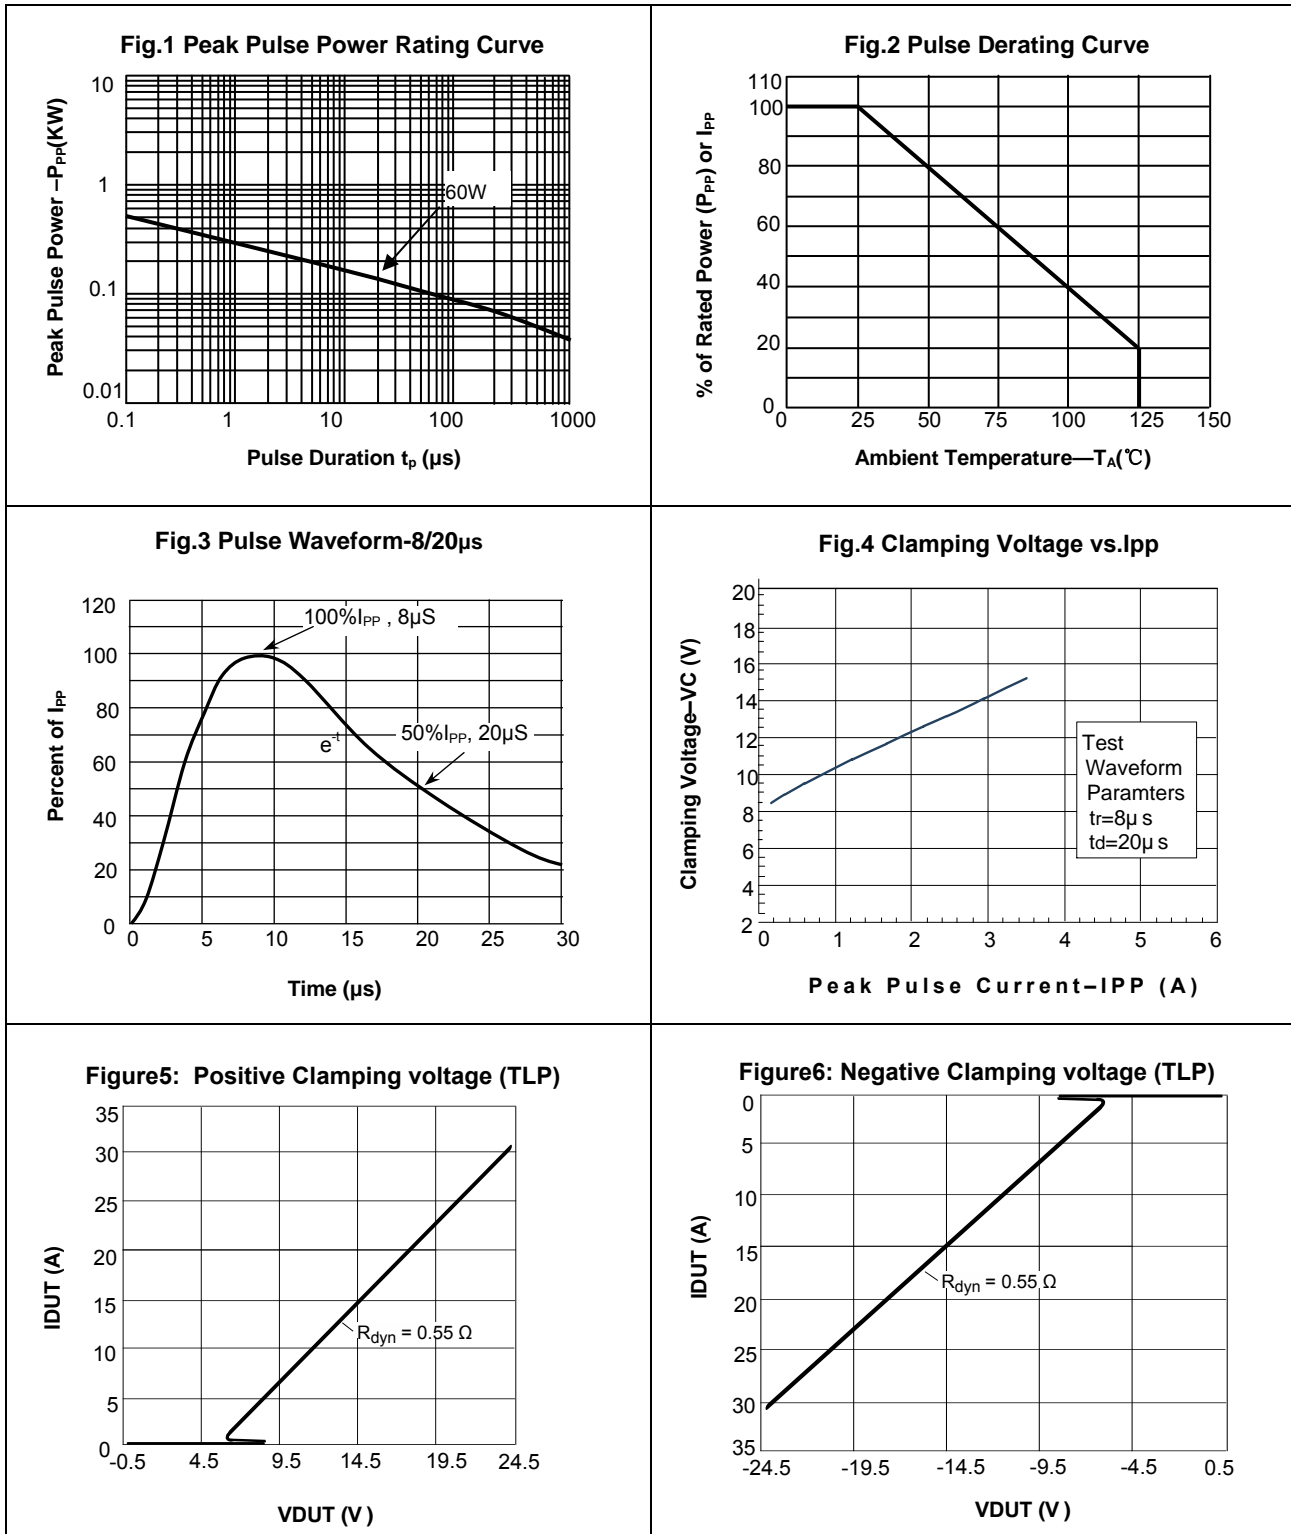 Fig.1 Peak Pulse Power Rating Curve
Peak Pulse Power –PPP(KW)
10
1
0.1
0.01
60W
0.1 1 10 100 1000
Pulse Duration tp (µs)
Fig.2 Pulse Derating Curve
% of Rated Power (PPP) or IPP
110
100
80
60
40
20
0
0 25 50 75 100 125 150
Ambient Temperature—TA(℃)
Fig.3 Pulse Waveform-8/20µs
Percent of IPP
120
100
80
60
40
20
0
100%IPP , 8µS
50%IPP, 20µS
e-t
0 5 10 15 20 25 30
Time (µs)
Fig.4 Clamping Voltage vs.Ipp
Clamping Voltage–VC (V)
20
18
16
14
12
10
8
6
4
2
Test
Waveform
Paramters
tr=8µ s
td=20µ s
0 1 2 3 4 5 6
Peak Pulse Current–IPP (A)
Figure5: Positive Clamping voltage (TLP)
IDUT (A)
35
30
25
20
15
10
5
0
Rdyn = 0.55 Ω
-0.5 4.5 9.5 14.5 19.5 24.5
VDUT (V )
Figure6: Negative Clamping voltage (TLP)
IDUT (A)
0
5
10
15
20
25
30
35
Rdyn = 0.55 Ω
-24.5 -19.5 -14.5 -9.5 -4.5 0.5
VDUT (V )